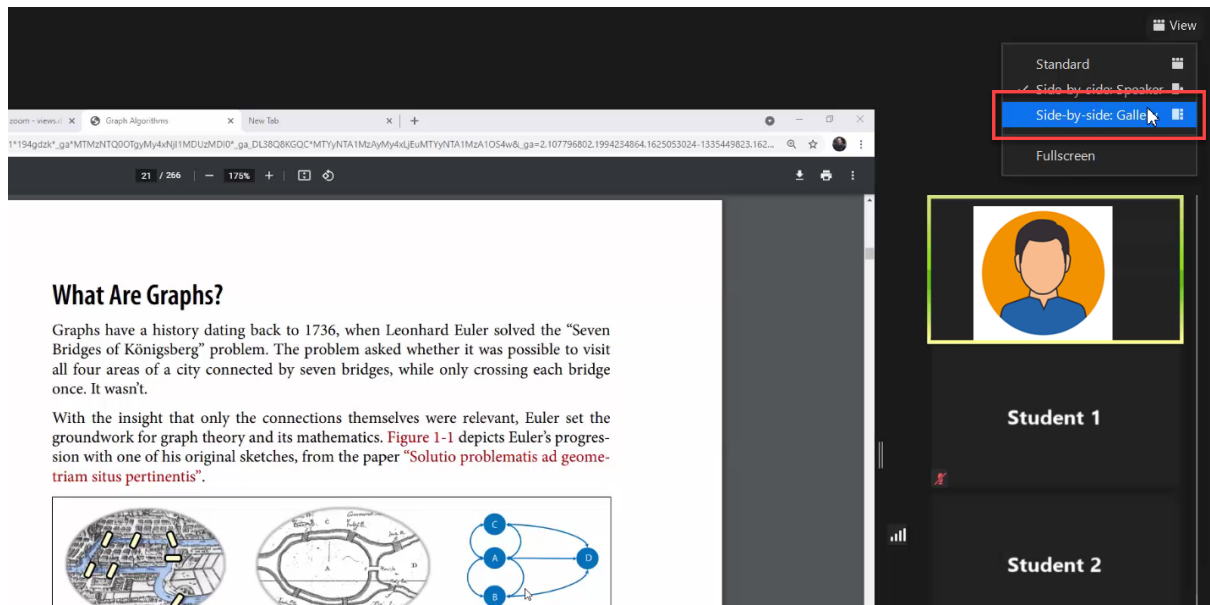 View
Standard
Side-by-side: Speaker
Side-by-side: Gallery
Fullscreen
zoom - views
Graph Algorithms
New Tab
21 / 266
175%
What Are Graphs?
Graphs have a history dating back to 1736, when Leonhard Euler solved the “Seven
Bridges of Königsberg” problem. The problem asked whether it was possible to visit
all four areas of a city connected by seven bridges, while only crossing each bridge
once. It wasn’t.
With the insight that only the connections themselves were relevant, Euler set the
groundwork for graph theory and its mathematics. Figure 1-1 depicts Euler’s progres-
sion with one of his original sketches, from the paper “Solutio problematis ad geome-
triam situs pertinentis”.
C
A
D
B
A
C
D
B
Student 1
Student 2